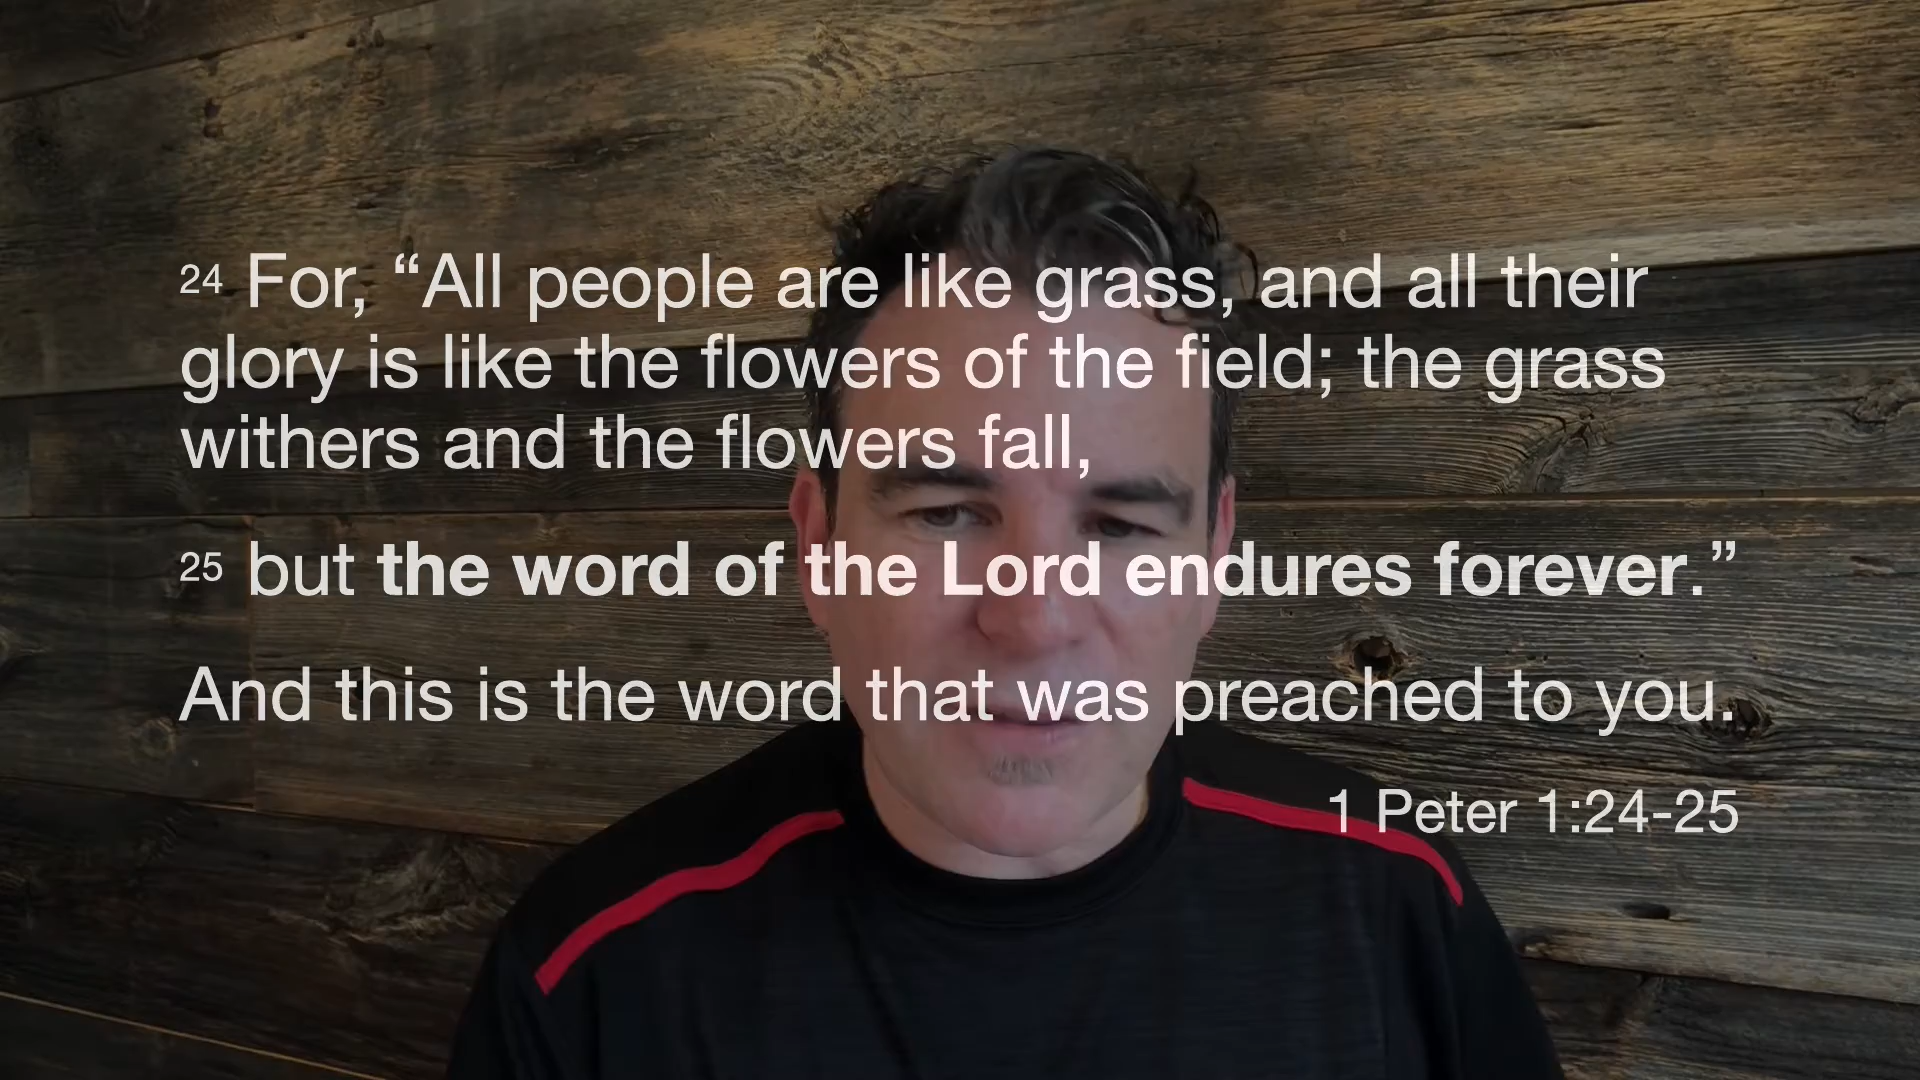 24 For, “All people are like grass, and all their
glory is like the flowers of the field; the grass
withers and the flowers fall,
25 but the word of the Lord endures forever.”
And this is the word that was preached to you.
1 Peter 1:24-25